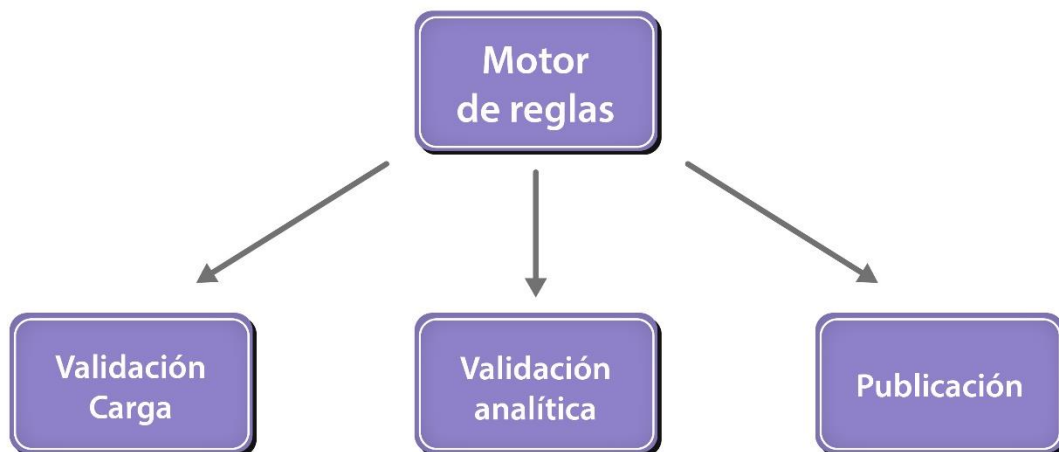 Motor
de reglas
Validación
Carga
Validación
analítica
Publicación